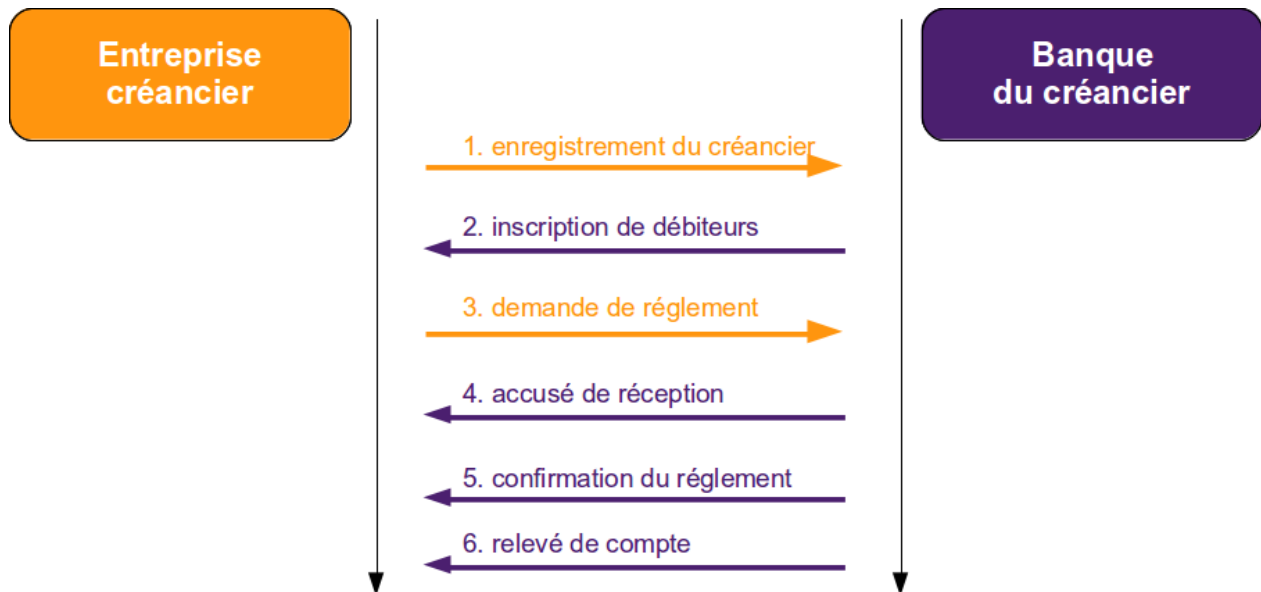 Entreprise
créancier
Banque
du créancier
1. enregistrement du créancier
2. inscription de débiteurs
3. demande de réglement
4. accusé de réception
5. confirmation du réglement
6. relevé de compte